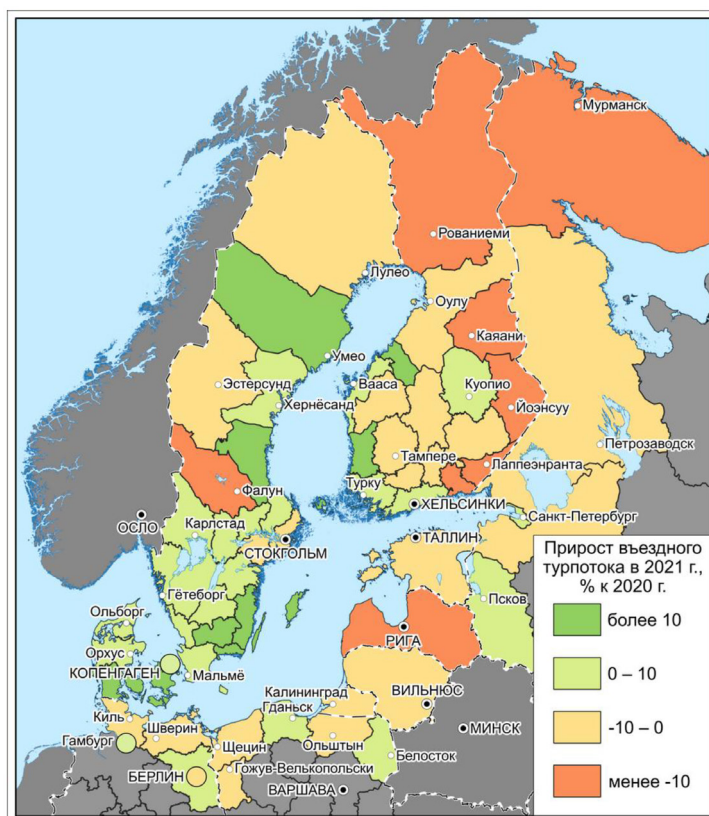 Мурманск
Рованиеми
Лулео
Оулу
Каяани
Умео
Эстерсунд
Вааса
Куопио
Хернёсанд
Йоэнсуу
Петрозаводск
Тампере
Лаппеэнранта
Фалун
Турку
ХЕЛЬСИНКИ
ОСЛО
Карлстад
Санкт-Петербург
СТОКГОЛЬМ
ТАЛЛИН
Гётеборг
Псков
Ольборг
Орхус
РИГА
КОПЕНГАГЕН
Мальмё
Калининград
ВИЛЬНЮС
Гданьск
Киль
Шверин
МИНСК
Гамбург
Щецин
Ольштын
Белосток
БЕРЛИН
Гожув-Велькопольски
ВАРШАВА
Прирост въездного
турпотока в 2021 г.,
% к 2020 г.
более 10
0 – 10
-10 – 0
менее -10